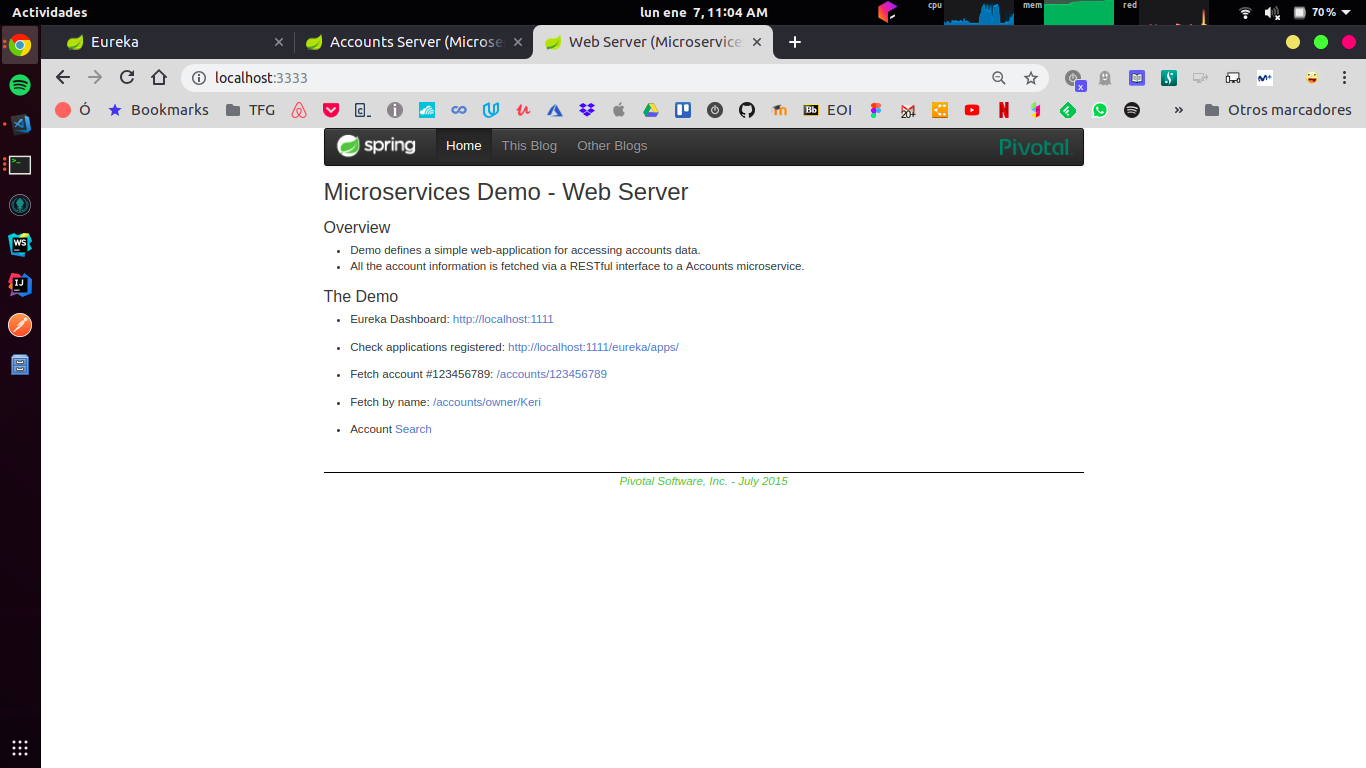 Actividades
lun ene 7, 11:04 AM
cpu
mem
red
70 %
Eureka
Accounts Server (Microse
Web Server (Microservice
localhost:3333
x
M+
Ó
Bookmarks
TFG
20+
Bb
EOI
»
Otros marcadores
spring
Home
This Blog
Other Blogs
Pivotal
Microservices Demo - Web Server
Overview
• Demo defines a simple web-application for accessing accounts data.
• All the account information is fetched via a RESTful interface to a Accounts microservice.
The Demo
• Eureka Dashboard: http://localhost:1111
• Check applications registered: http://localhost:1111/eureka/apps/
• Fetch account #123456789: /accounts/123456789
• Fetch by name: /accounts/owner/Keri
• Account Search
Pivotal Software, Inc. - July 2015
WS
IJ